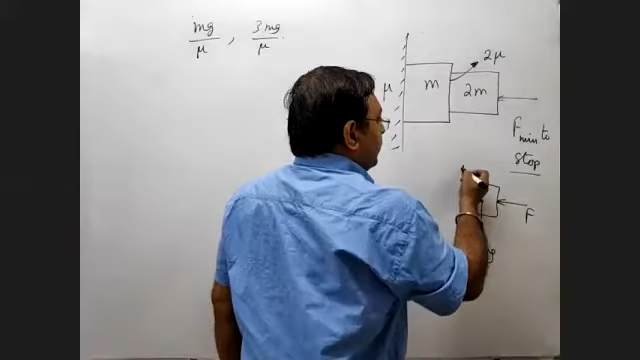 mg/μ , 3mg/μ
2μ
μ
m
2m
F min to
stop
F